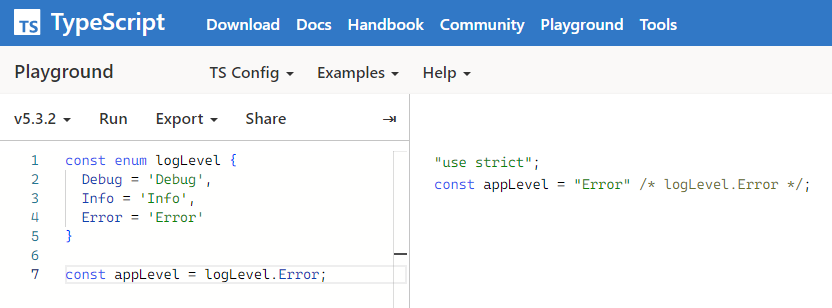 TS TypeScript Download Docs Handbook Community Playground Tools
Playground TS Config Examples Help
v5.3.2 Run Export Share
1 const enum logLevel {
2 Debug = 'Debug',
3 Info = 'Info',
4 Error = 'Error'
5 }
6
7 const appLevel = logLevel.Error;
"use strict";
const appLevel = "Error" /* logLevel.Error */;